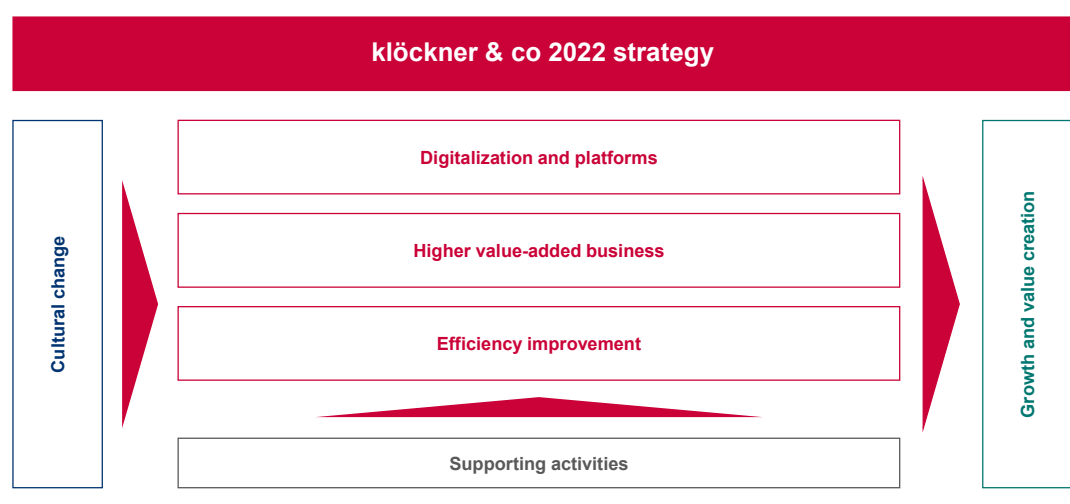 klöckner & co 2022 strategy
Cultural change
Digitalization and platforms
Higher value-added business
Efficiency improvement
Supporting activities
Growth and value creation